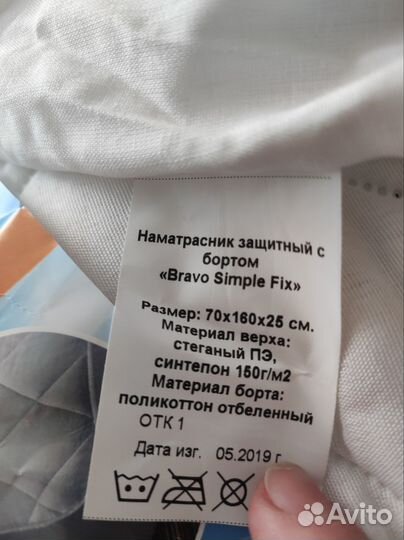 Наматрасник защитный с
бортом
«Bravo Simple Fix»
Размер: 70x160x25 см.
Материал верха:
стеганый ПЭ,
синтепон 150г/м2
Материал борта:
поликоттон отбеленный
ОТК 1
Дата изг. 05.2019 г.
Avito